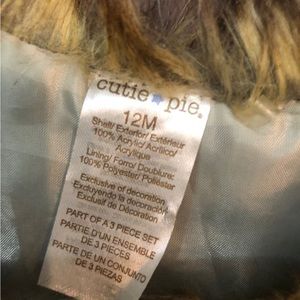 cutie pie.
12M
Shell/Exterior/Extérieur
100% Acrylic/Acrilico/
Acrylique
Lining/Forro/Doublure:
100% Polyester/Poliester
Exclusive of decoration
Excluyendo la decoración
Exclusif de Décoration
PART OF A 3 PIECE SET
PARTIE D'UN ENSEMBLE
DE 3 PIECES
PARTE DE UN CONJUNTO
DE 3 PIEZAS